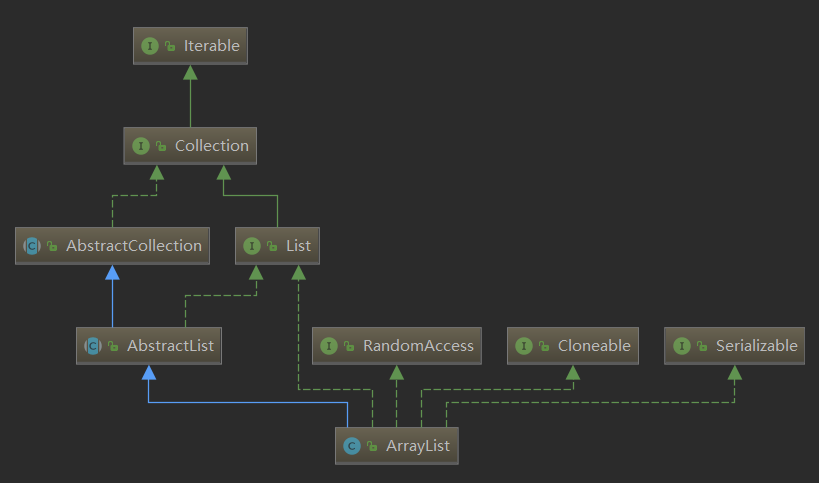 I Iterable
I Collection
C AbstractCollection
I List
C AbstractList
I RandomAccess
I Cloneable
I Serializable
C ArrayList